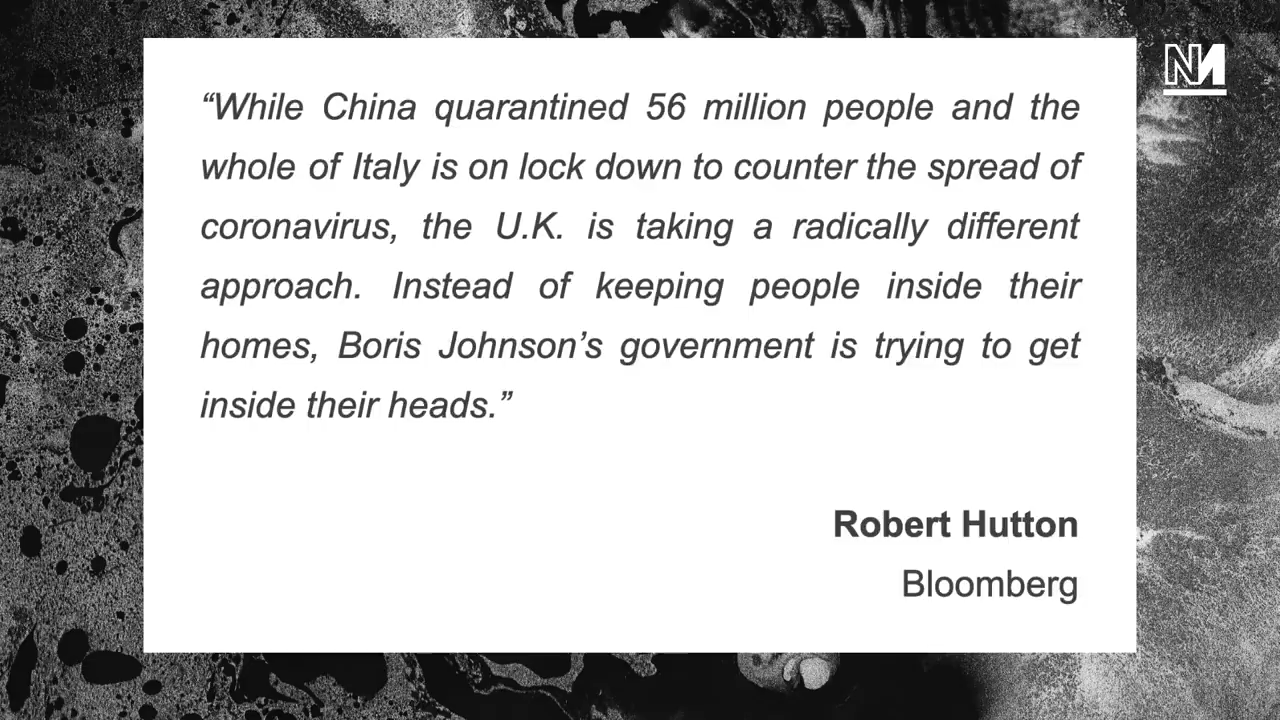 “While China quarantined 56 million people and the
whole of Italy is on lock down to counter the spread of
coronavirus, the U.K. is taking a radically different
approach. Instead of keeping people inside their
homes, Boris Johnson’s government is trying to get
inside their heads.”
Robert Hutton
Bloomberg
NM